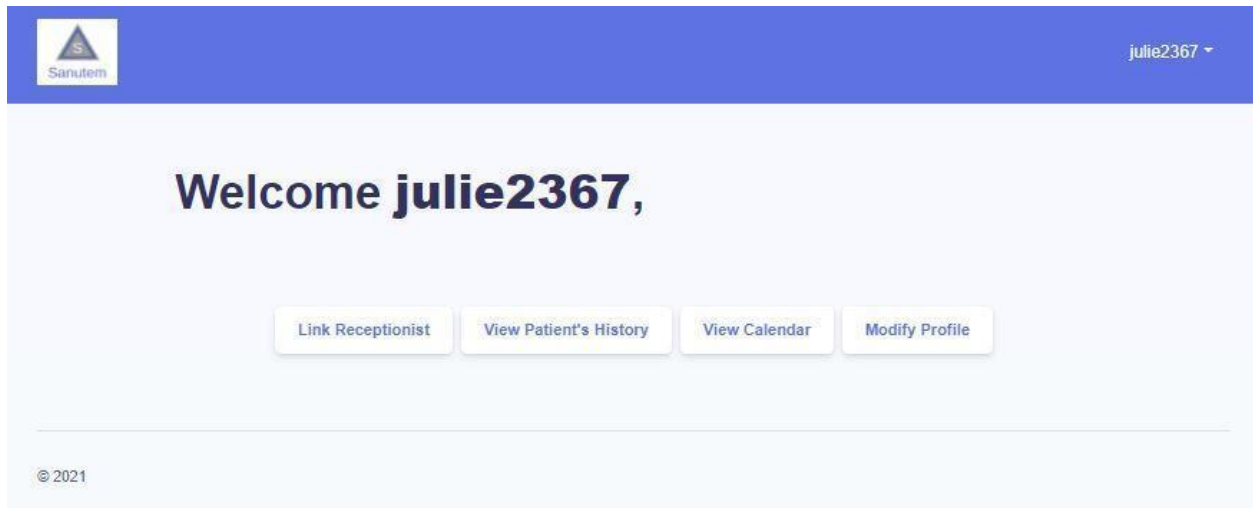 S
Sanutem
julie2367
Welcome julie2367,
Link Receptionist View Patient's History View Calendar Modify Profile
© 2021